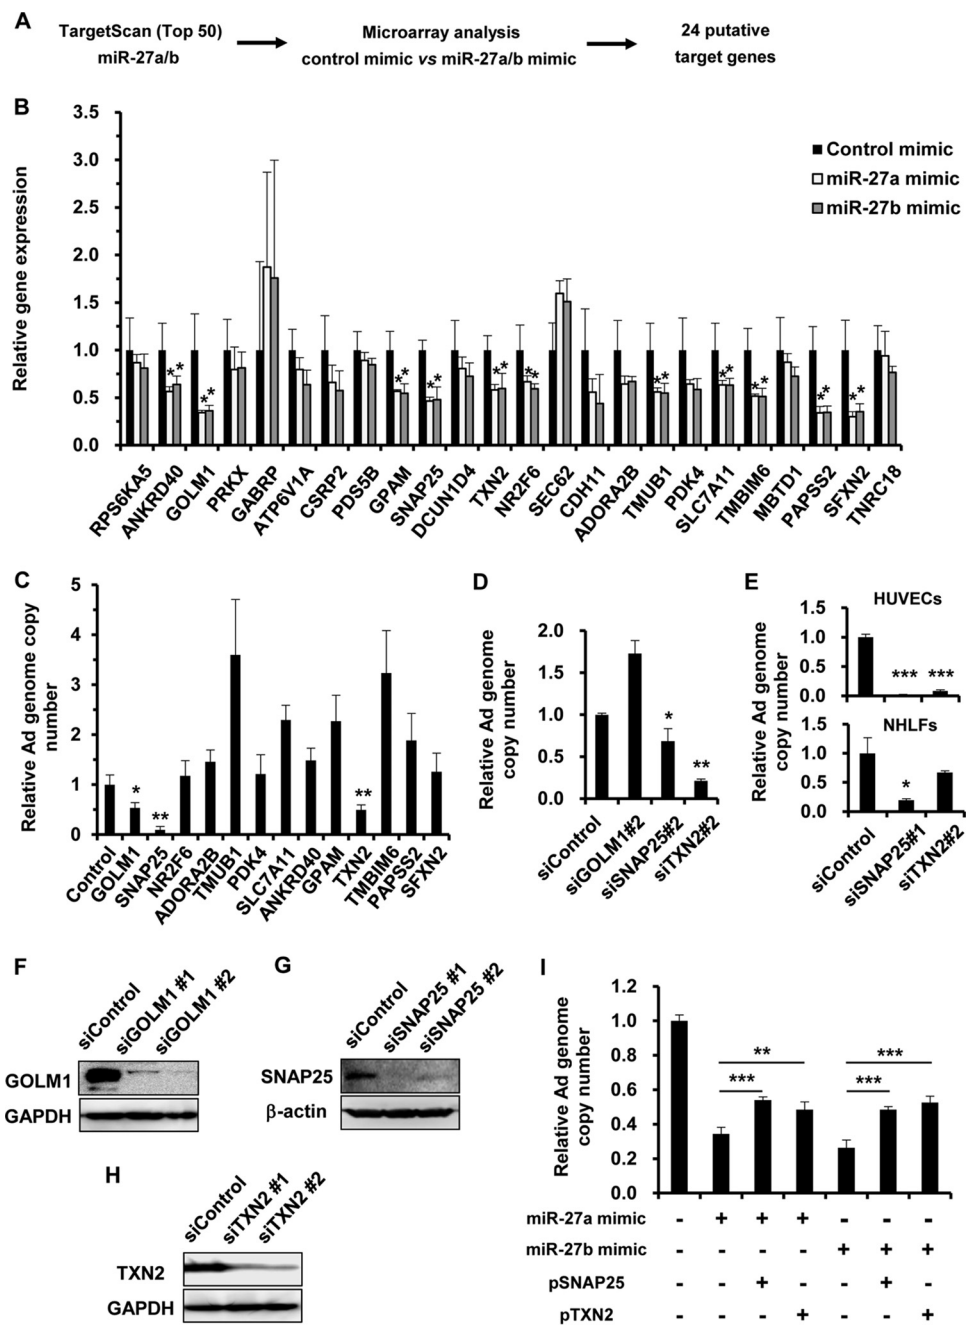 A
TargetScan (Top 50)
miR-27a/b
Microarray analysis
control mimic vs miR-27a/b mimic
24 putative
target genes
B
Relative gene expression
3.5
3.0
2.5
2.0
1.5
1.0
0.5
0.0
Control mimic
miR-27a mimic
miR-27b mimic
* * * * * * * * * * * * * * * * * * * *
RPS6KA5
ANKRD40
GOLM1
PRKX
GABRP
ATP6V1A
CSRP2
PDS5B
GPAM
SNAP25
DCUN1D4
TXN2
NR2F6
SEC62
CDH11
ADORA2B
TMUB1
PDK4
SLC7A11
TMBIM6
MBTD1
PAPSS2
SFXN2
TNRC18
C
Relative Ad genome copy
number
5
4
3
2
1
0
* ** **
Control
GOLM1
SNAP25
NR2F6
ADORA2B
TMUB1
PDK4
SLC7A11
ANKRD40
GPAM
TXN2
TMBIM6
PAPSS2
SFXN2
D
Relative Ad genome
copy number
2.0
1.5
1.0
0.5
0.0
* **
siControl
siGOLM1#2
siSNAP25#2
siTXN2#2
E
Relative Ad genome
copy number
HUVECs
1.5
1.0
0.5
0.0
*** ***
NHLFs
1.5
1.0
0.5
0.0
*
siControl
siSNAP25#1
siTXN2#2
F
siControl
siGOLM1 #1
siGOLM1 #2
GOLM1
GAPDH
G
siControl
siSNAP25 #1
siSNAP25 #2
SNAP25
β-actin
H
siControl
siTXN2 #1
siTXN2 #2
TXN2
GAPDH
I
Relative Ad genome
copy number
1.2
1.0
0.8
0.6
0.4
0.2
0.0
** ***
*** ***
miR-27a mimic - + + + - - -
miR-27b mimic - - - - + + +
pSNAP25 - - + - - + -
pTXN2 - - - + - - +